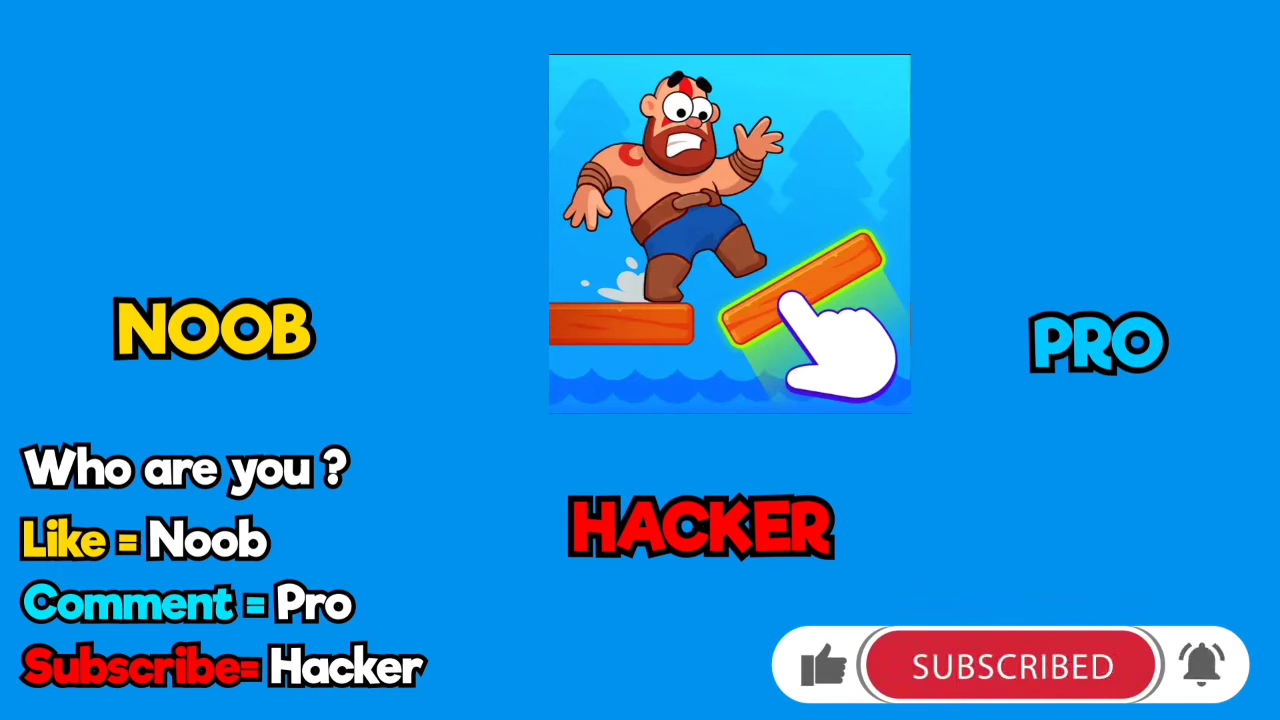 NOOB
PRO
HACKER
Who are you ?
Like = Noob
Comment = Pro
Subscribe= Hacker
SUBSCRIBED